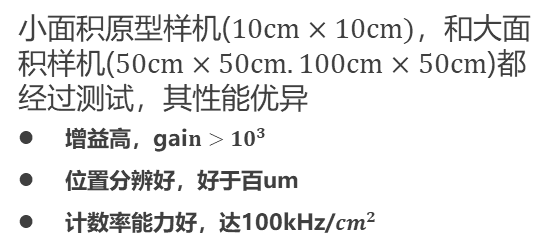 小面积原型样机(10cm × 10cm)，和大面
积样机(50cm × 50cm. 100cm × 50cm)都
经过测试，其性能优异
● 增益高，gain > 10³
● 位置分辨好，好于百um
● 计数率能力好，达100kHz/cm²